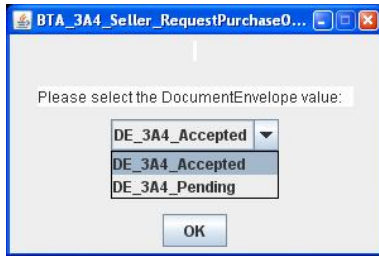 BTA_3A4_Seller_RequestPurchaseO...
Please select the DocumentEnvelope value:
DE_3A4_Accepted
DE_3A4_Accepted
DE_3A4_Pending
OK